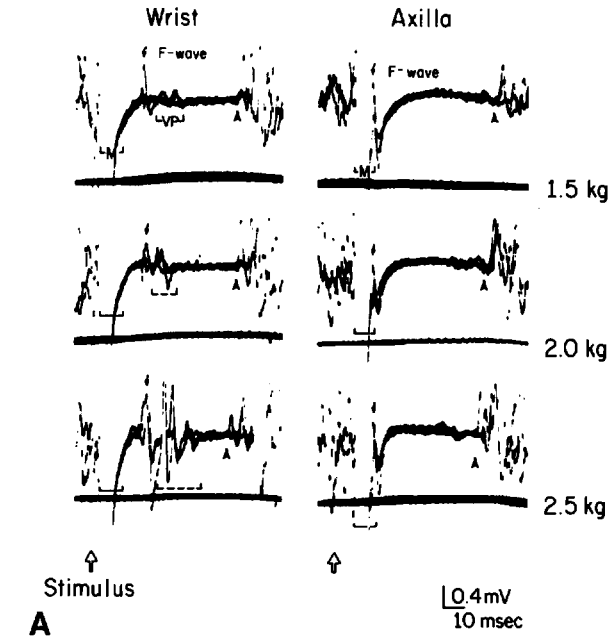 Wrist Axilla
F-wave F-wave
M VP A M A
1.5 kg
A A
2.0 kg
A A
2.5 kg
Stimulus
0.4 mV
10 msec
A